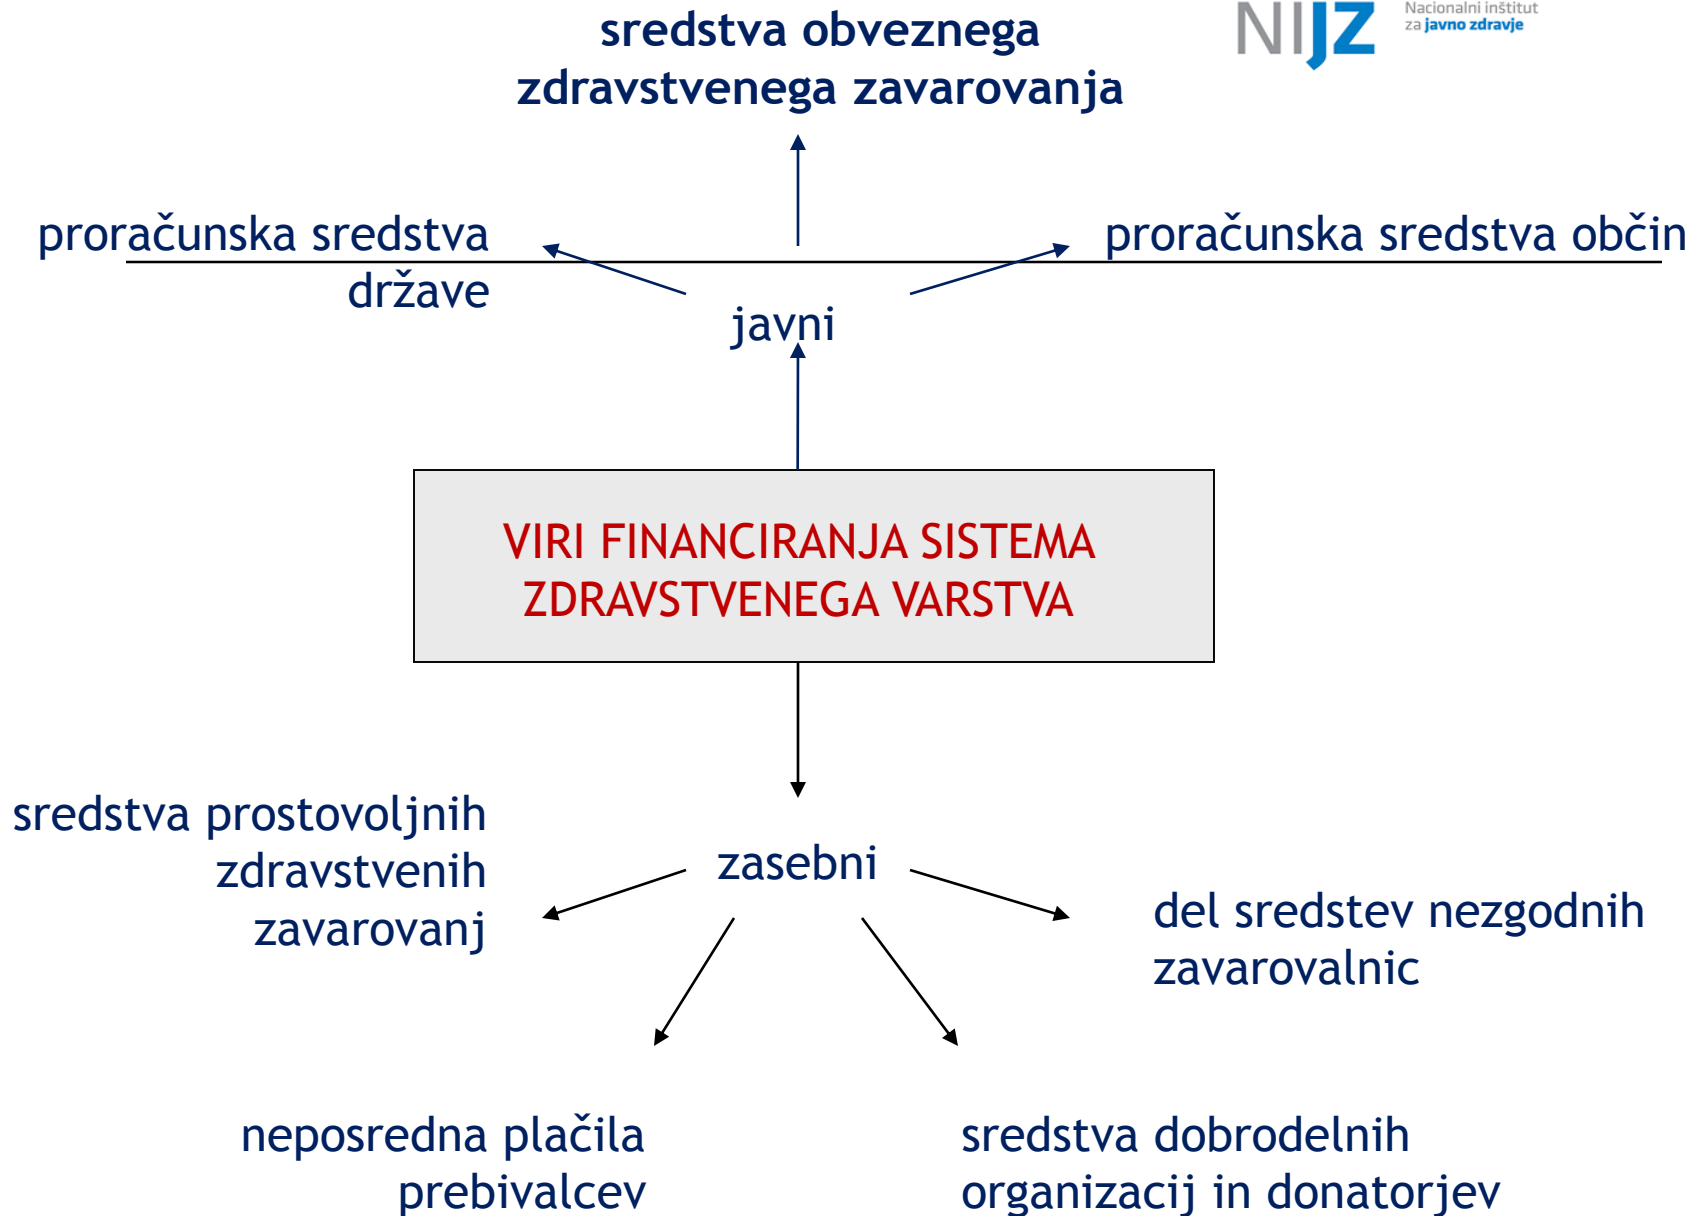 sredstva obveznega
zdravstvenega zavarovanja
NIJZ
Nacionalni inštitut
za javno zdravje
proračunska sredstva
države
proračunska sredstva občin
javni
VIRI FINANCIRANJA SISTEMA
ZDRAVSTVENEGA VARSTVA
sredstva prostovoljnih
zdravstvenih
zavarovanj
zasebni
del sredstev nezgodnih
zavarovalnic
neposredna plačila
prebivalcev
sredstva dobrodelnih
organizacij in donatorjev